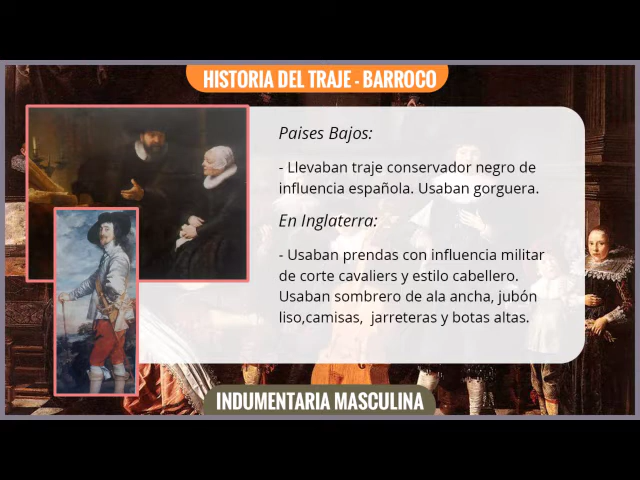 HISTORIA DEL TRAJE - BARROCO
Paises Bajos:
- Llevaban traje conservador negro de
influencia española. Usaban gorguera.
En Inglaterra:
- Usaban prendas con influencia militar
de corte cavaliers y estilo cabellero.
Usaban sombrero de ala ancha, jubón
liso,camisas,  jarreteras y botas altas.
INDUMENTARIA MASCULINA